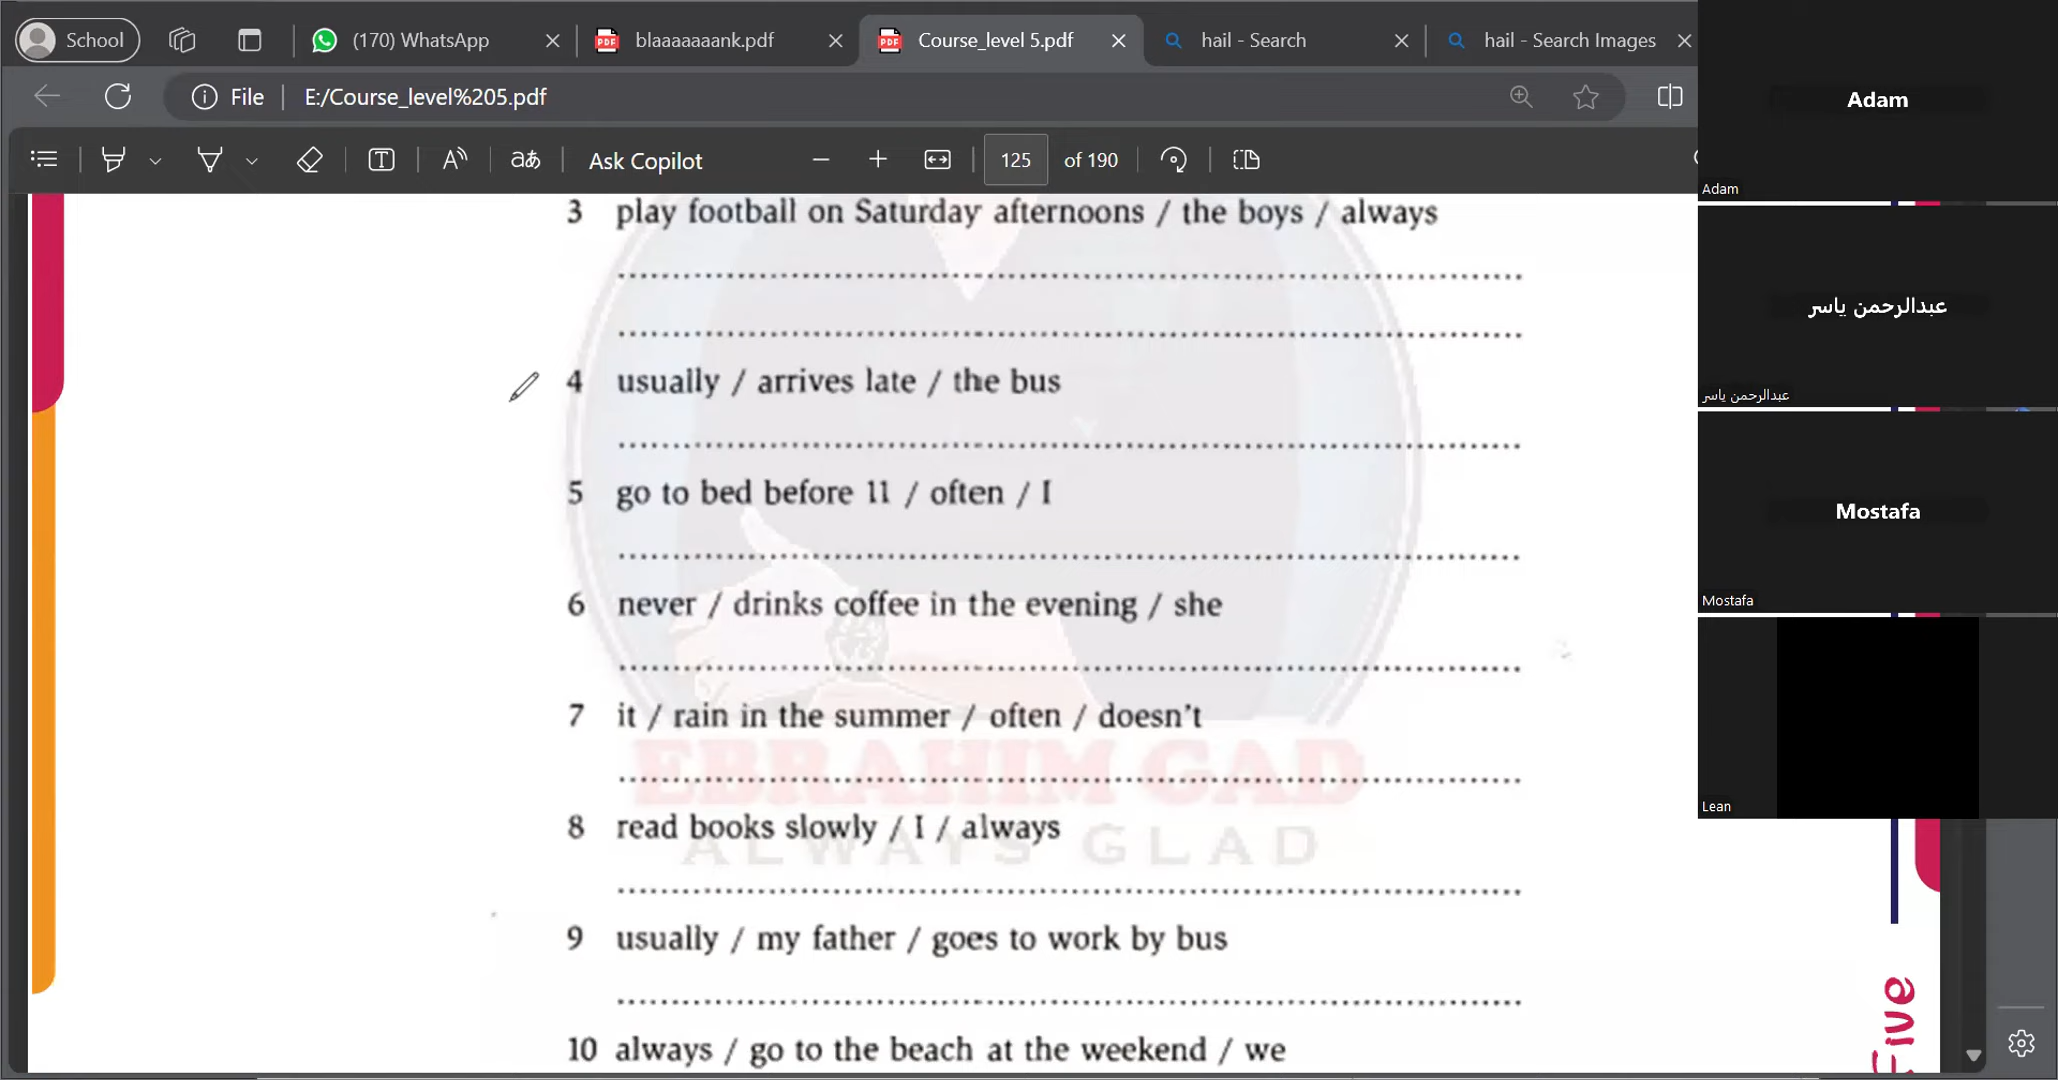 School
(170) WhatsApp
blaaaaaaank.pdf
Course_level 5.pdf
hail - Search
hail - Search Images
File
E:/Course_level%205.pdf
Ask Copilot
125
of 190
3 play football on Saturday afternoons / the boys / always
4 usually / arrives late / the bus
5 go to bed before 11 / often / I
6 never / drinks coffee in the evening / she
7 it / rain in the summer / often / doesn't
EBRAHIM GAD
8 read books slowly / I / always
ALWAYS GLAD
9 usually / my father / goes to work by bus
10 always / go to the beach at the weekend / we
Five
Adam
Adam
عبدالرحمن ياسر
عبدالرحمن ياسر
Mostafa
Mostafa
Lean